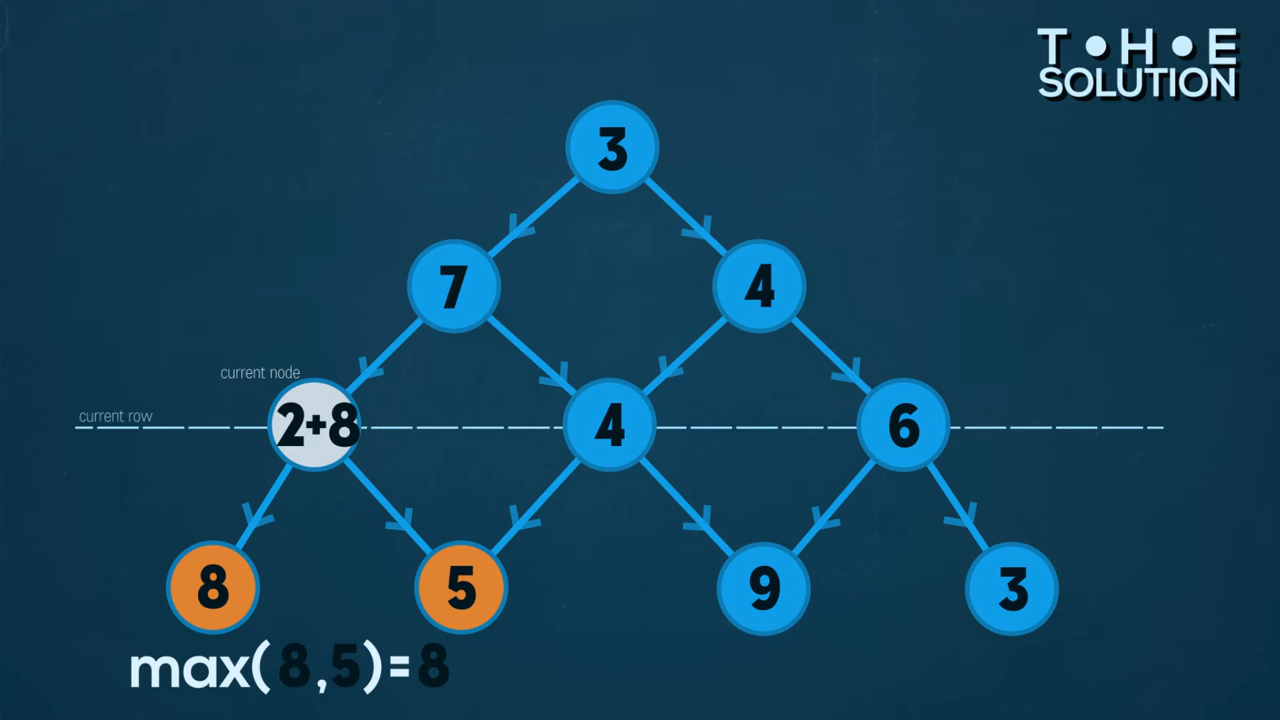 T•H•E
SOLUTION
3
7 4
current node
current row
2+8 4 6
8 5 9 3
max(8,5)=8